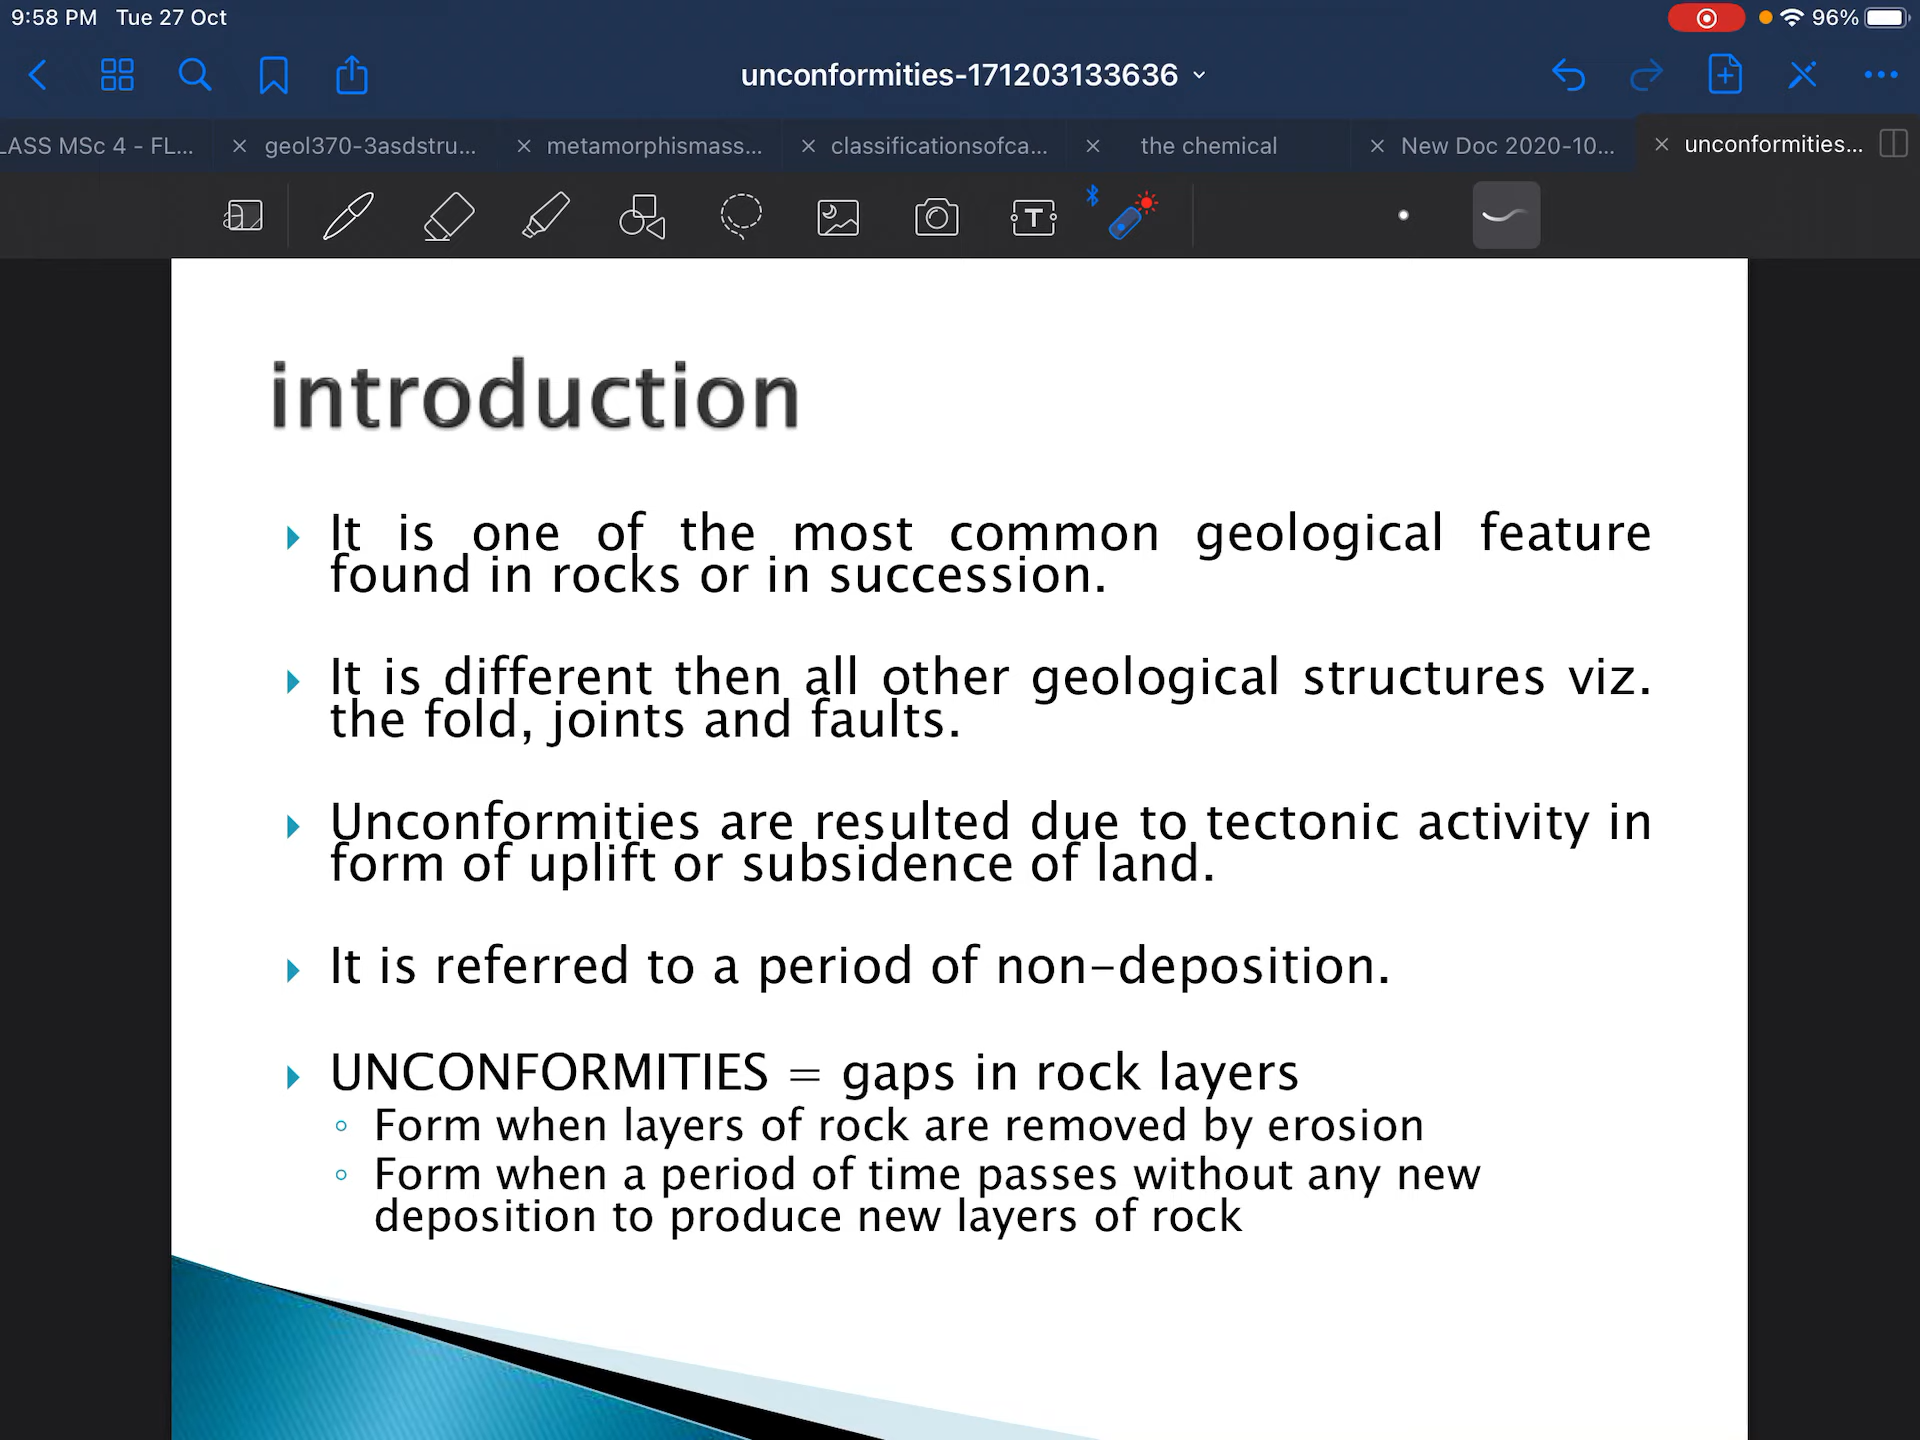 9:58 PM Tue 27 Oct
96%
unconformities-171203133636
LASS MSc 4 - FL...
geol370-3asdstru...
metamorphismass...
classificationsofca...
the chemical
New Doc 2020-10...
unconformities...
introduction
It is one of the most common geological feature
found in rocks or in succession.
It is different then all other geological structures viz.
the fold, joints and faults.
Unconformities are resulted due to tectonic activity in
form of uplift or subsidence of land.
It is referred to a period of non-deposition.
UNCONFORMITIES = gaps in rock layers
Form when layers of rock are removed by erosion
Form when a period of time passes without any new
deposition to produce new layers of rock